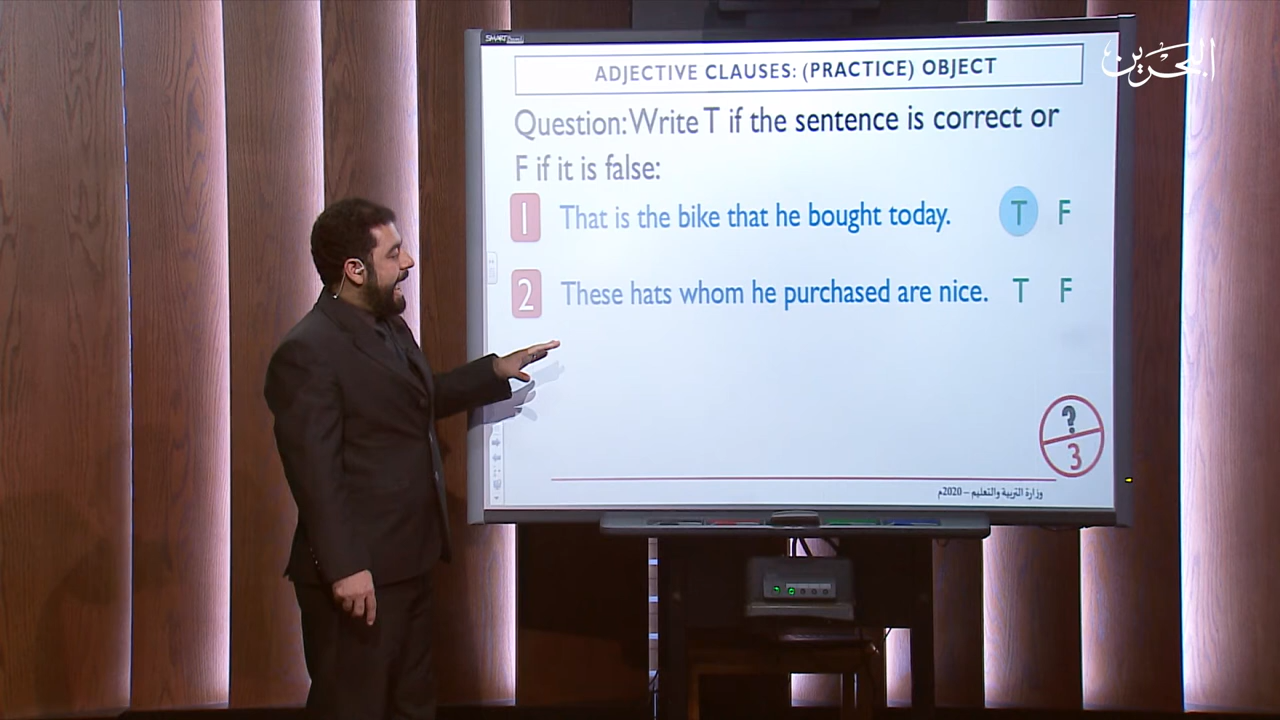 SMART
البحرين
ADJECTIVE CLAUSES: (PRACTICE) OBJECT
Question: Write T if the sentence is correct or
F if it is false:
1 That is the bike that he bought today. T F
2 These hats whom he purchased are nice. T F
?
3
وزارة التربية والتعليم – 2020م